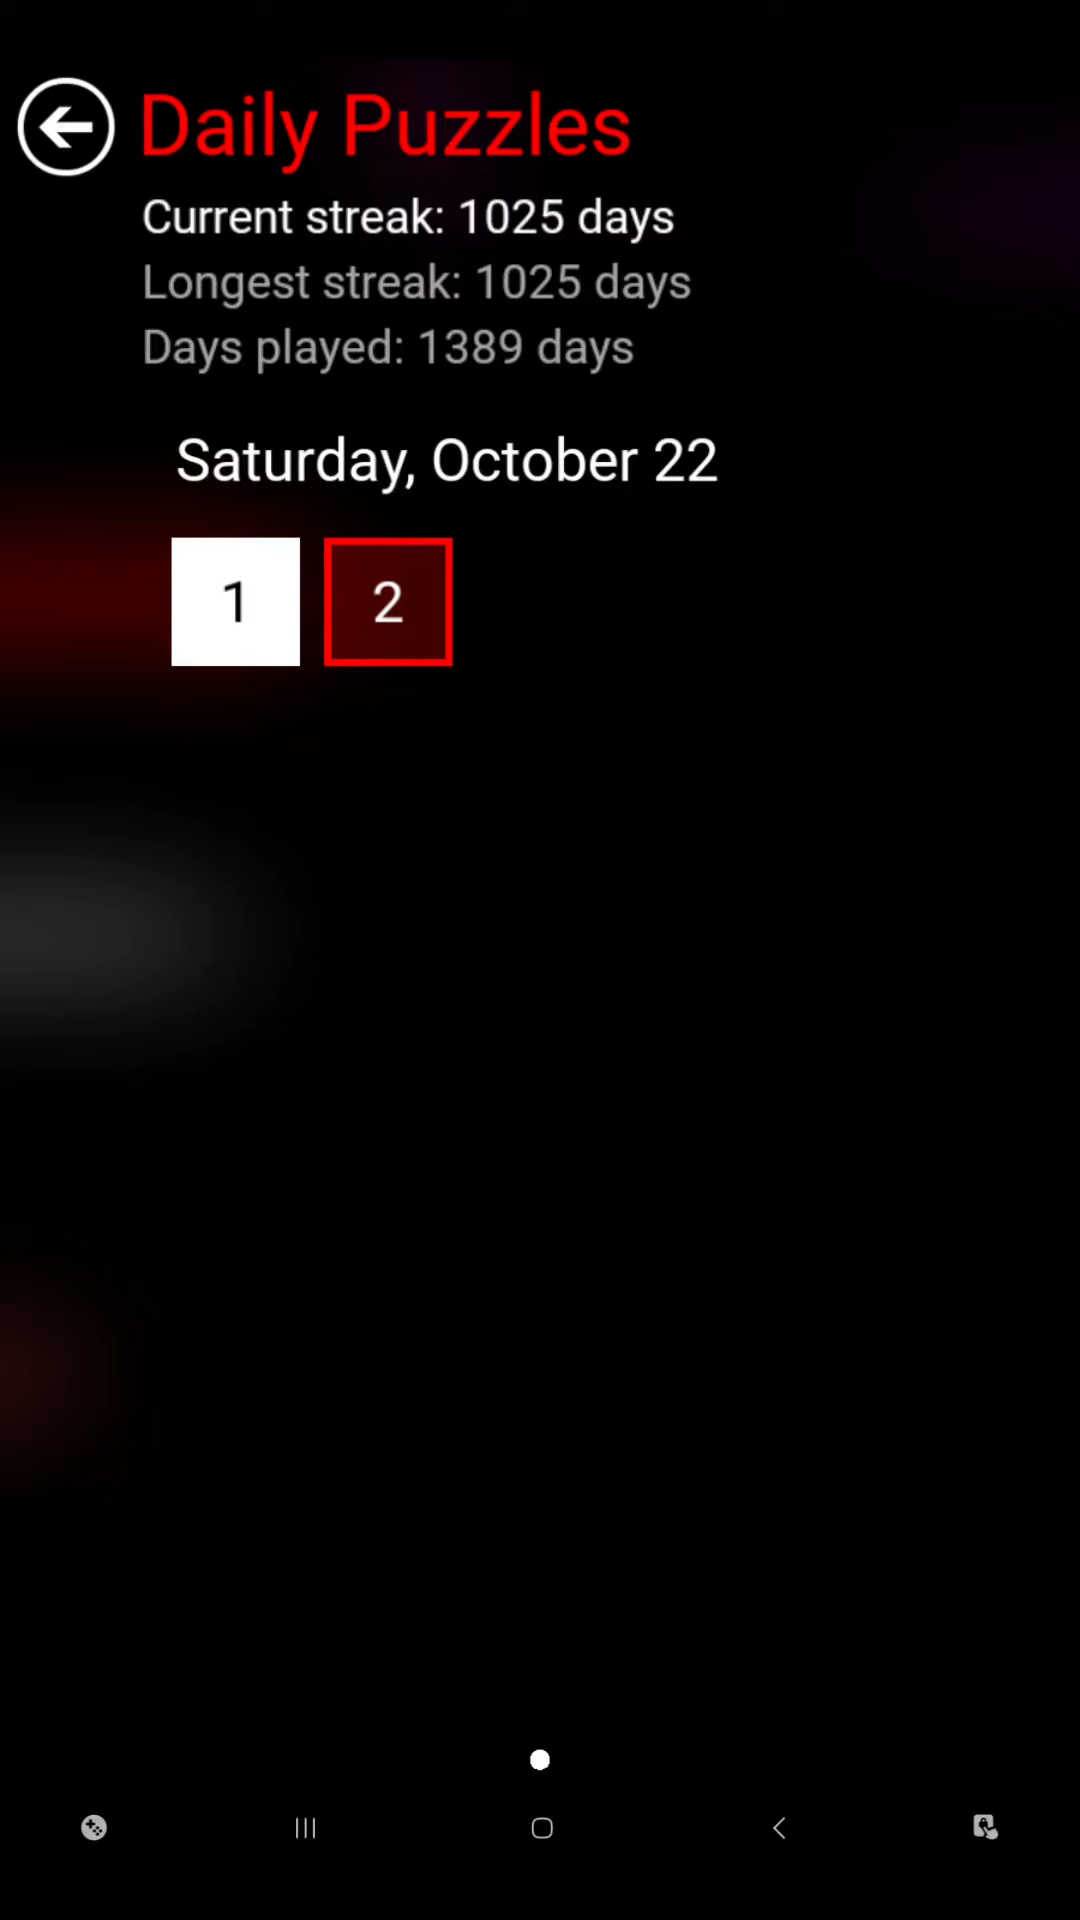 Daily Puzzles
Current streak: 1025 days
Longest streak: 1025 days
Days played: 1389 days
Saturday, October 22
1 2